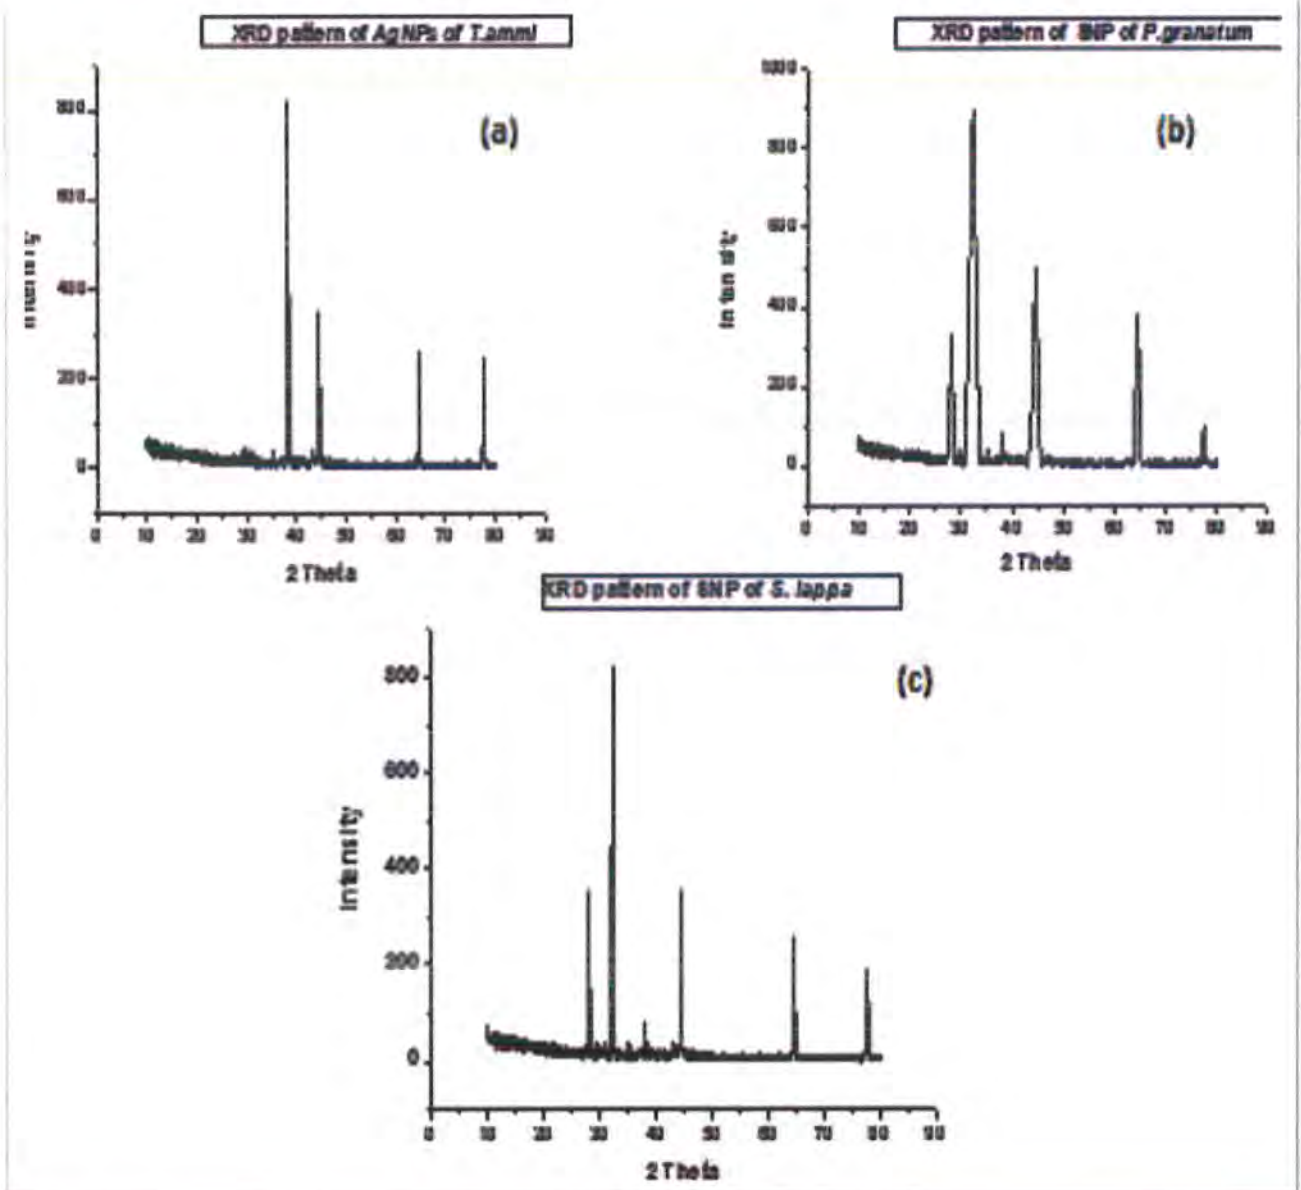 XRD pattern of AgNPs of T.ammi
(a)
800
600
400
200
0
0 10 20 30 40 50 60 70 80 90
2 Theta
XRD pattern of SNP of P.granatum
(b)
Intensity
1000
800
600
400
200
0
0 10 20 30 40 50 60 70 80 90
2 Theta
XRD pattern of SNP of S. lappa
(c)
Intensity
800
600
400
200
0
0 10 20 30 40 50 60 70 80 90
2 Theta